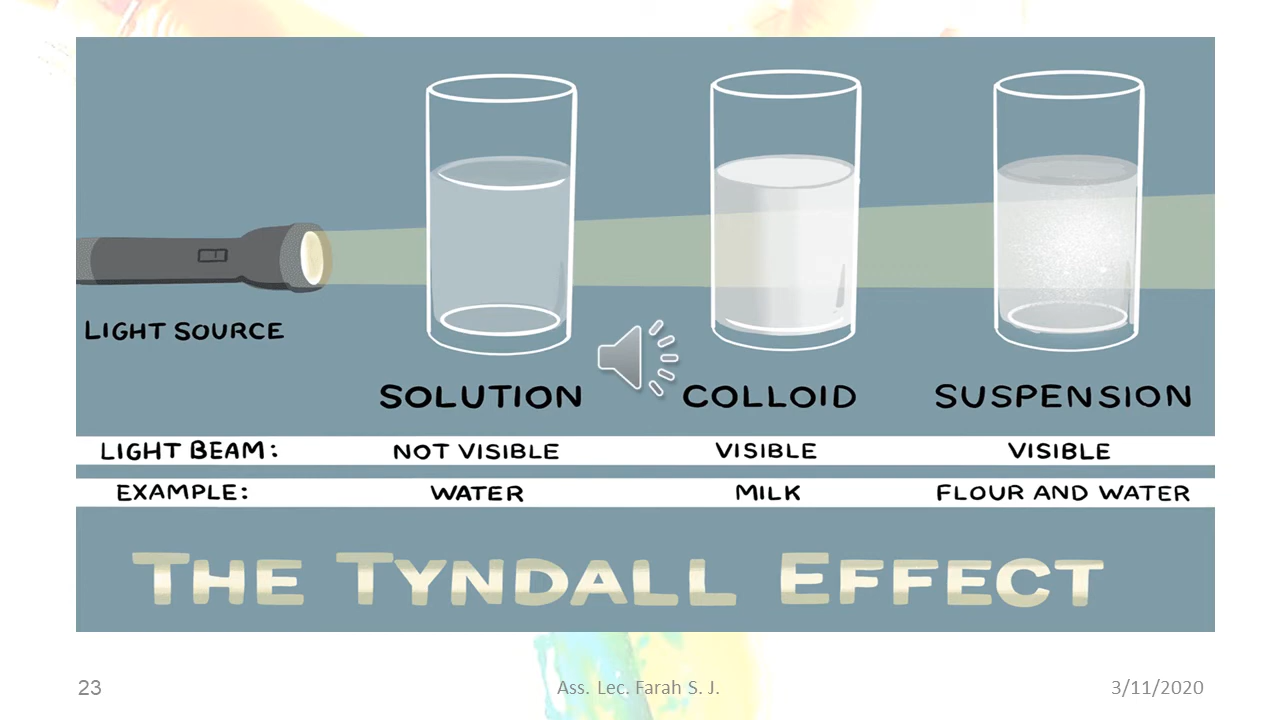 LIGHT SOURCE
SOLUTION COLLOID SUSPENSION
LIGHT BEAM: NOT VISIBLE VISIBLE VISIBLE
EXAMPLE: WATER MILK FLOUR AND WATER
THE TYNDALL EFFECT
23 Ass. Lec. Farah S. J. 3/11/2020